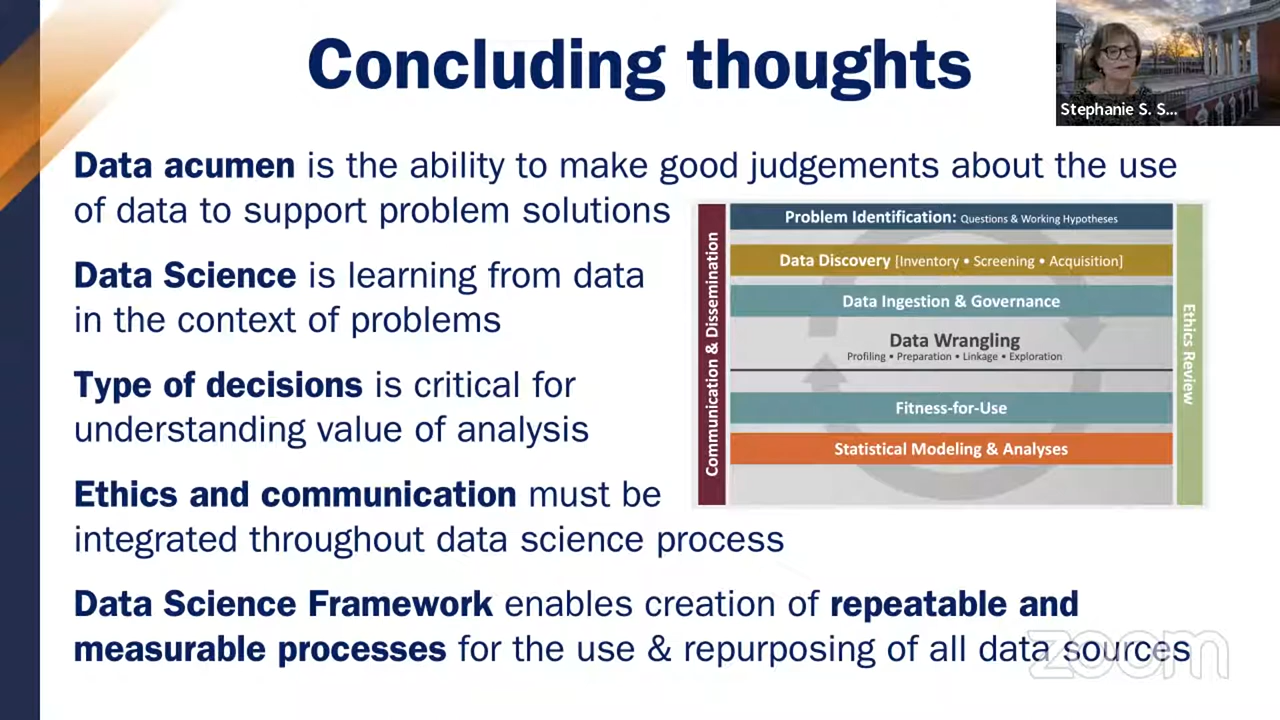 Concluding thoughts
Stephanie S. S...
Data acumen is the ability to make good judgements about the use
of data to support problem solutions
Data Science is learning from data
in the context of problems
Type of decisions is critical for
understanding value of analysis
Ethics and communication must be
integrated throughout data science process
Data Science Framework enables creation of repeatable and
measurable processes for the use & repurposing of all data sources
Communication & Dissemination
Problem Identification: Questions & Working Hypotheses
Data Discovery [Inventory • Screening • Acquisition]
Data Ingestion & Governance
Data Wrangling
Profiling • Preparation • Linkage • Exploration
Fitness-for-Use
Statistical Modeling & Analyses
Ethics Review
zoom